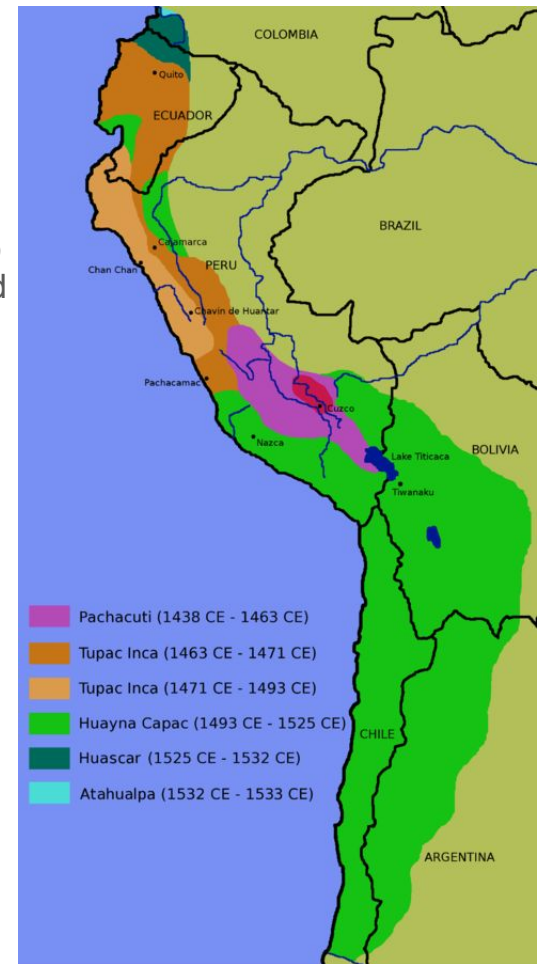 COLOMBIA
Quito
ECUADOR
BRAZIL
Cajamarca
PERU
Chan Chan
Chavin de Huantar
Pachacamac
Cuzco
Nazca
BOLIVIA
Lake Titicaca
Tiwanaku
Pachacuti (1438 CE - 1463 CE)
Tupac Inca (1463 CE - 1471 CE)
Tupac Inca (1471 CE - 1493 CE)
Huayna Capac (1493 CE - 1525 CE)
CHILE
Huascar (1525 CE - 1532 CE)
Atahualpa (1532 CE - 1533 CE)
ARGENTINA